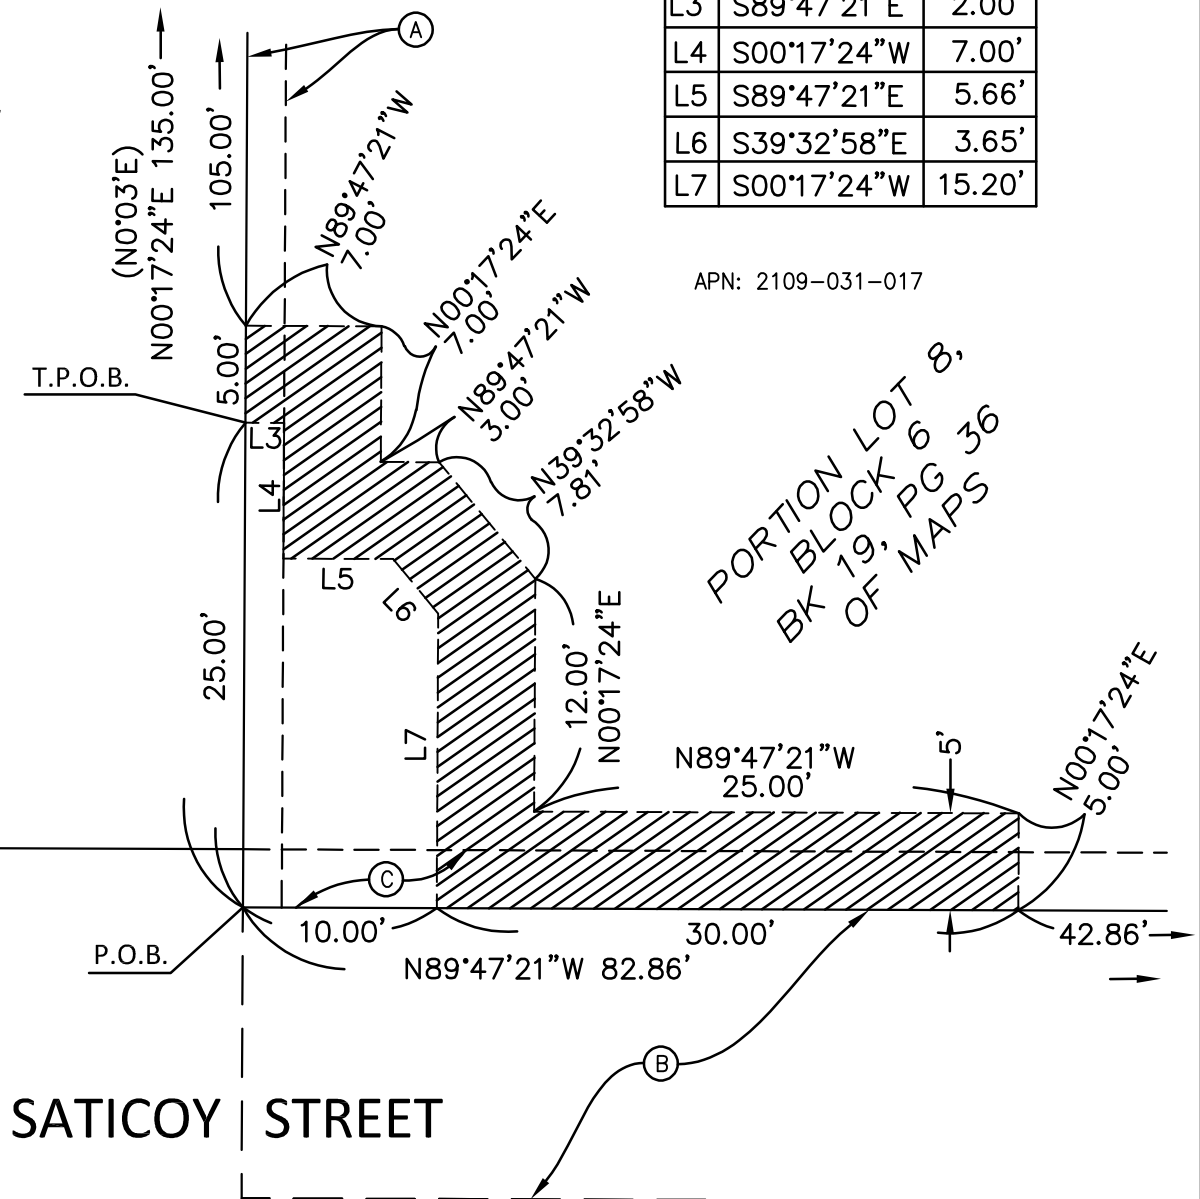 L3 S89°47'21"E 2.00'
L4 S00°17'24"W 7.00'
L5 S89°47'21"E 5.66'
L6 S39°32'58"E 3.65'
L7 S00°17'24"W 15.20'
APN: 2109-031-017
A
(N0°03'E)
N00°17'24"E 135.00'
105.00'
N89°47'21"W
7.00'
N00°17'24"E
7.00'
N89°47'21"W
3.00'
N39°32'58"W
7.81'
5.00'
T.P.O.B.
L3
L4
L5
L6
L7
25.00'
12.00'
N00°17'24"E
PORTION LOT 8,
BLOCK 6
BK 19, PG 36
OF MAPS
N89°47'21"W
25.00'
5'
N00°17'24"E
5.00'
C
10.00'
30.00'
42.86'
P.O.B.
N89°47'21"W 82.86'
B
SATICOY STREET